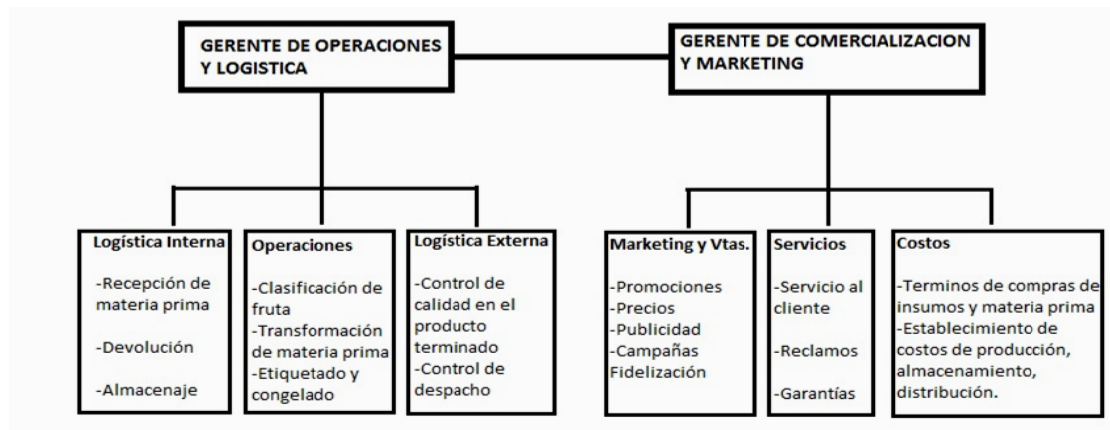 GERENTE DE OPERACIONES
Y LOGISTICA
GERENTE DE COMERCIALIZACION
Y MARKETING
Logística Interna
-Recepción de
materia prima
-Devolución
-Almacenaje
Operaciones
-Clasificación de
fruta
-Transformación
de materia prima
-Etiquetado y
congelado
Logística Externa
-Control de
calidad en el
producto
terminado
-Control de
despacho
Marketing y Vtas.
-Promociones
-Precios
-Publicidad
-Campañas
Fidelización
Servicios
-Servicio al
cliente
-Reclamos
-Garantías
Costos
-Terminos de compras de
insumos y materia prima
-Establecimiento de
costos de producción,
almacenamiento,
distribución.